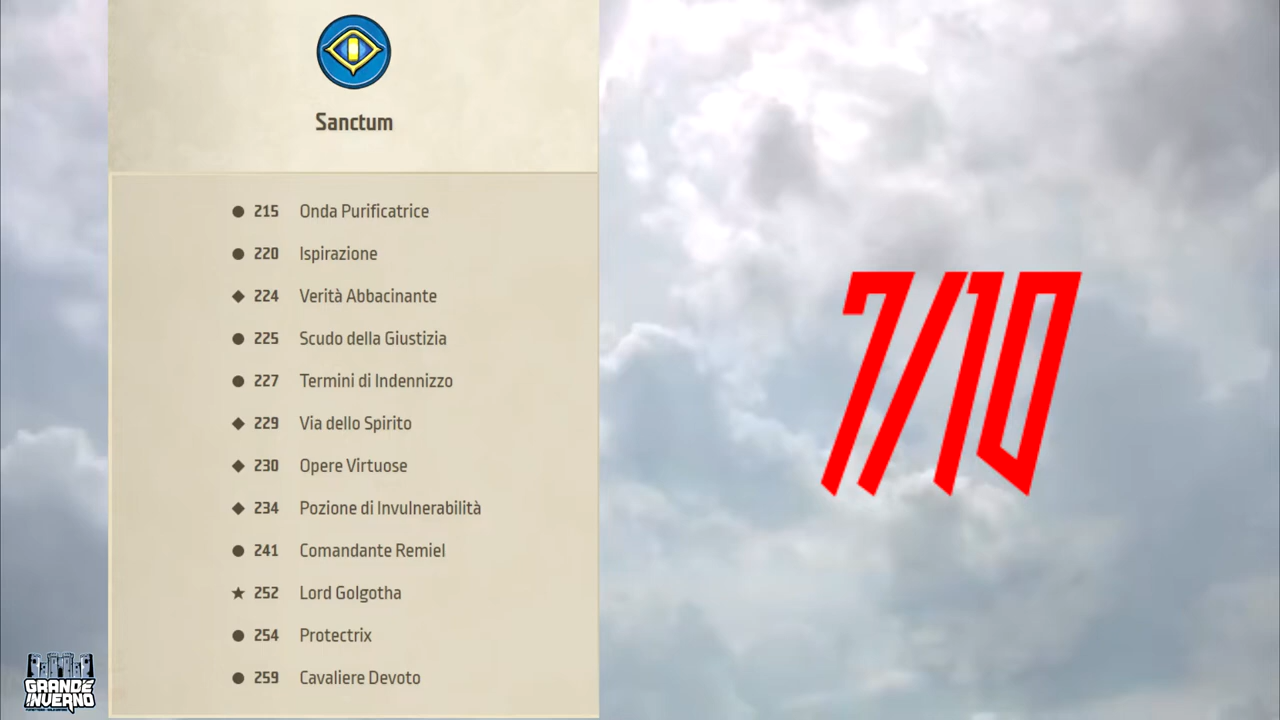 Sanctum
● 215 Onda Purificatrice
● 220 Ispirazione
◆ 224 Verità Abbacinante
● 225 Scudo della Giustizia
● 227 Termini di Indennizzo
◆ 229 Via dello Spirito
◆ 230 Opere Virtuose
◆ 234 Pozione di Invulnerabilità
● 241 Comandante Remiel
★ 252 Lord Golgotha
● 254 Protectrix
● 259 Cavaliere Devoto
7/10
GRANDE
INVERNO